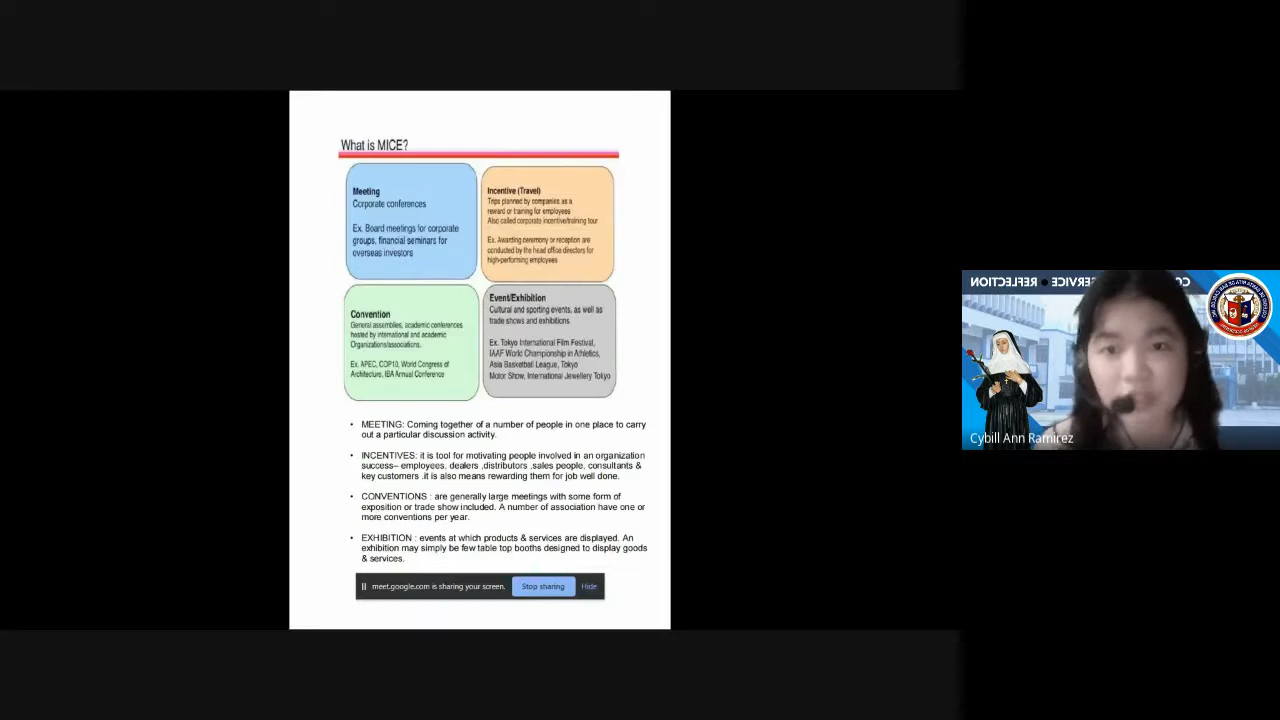 What is MICE?
Meeting
Corporate conferences
Ex. Board meetings for corporate
groups, financial seminars for
overseas investors
Incentive (Travel)
Trips planned by companies as a
reward or training for employees
Also called corporate incentive/training tour
Ex. Awarding ceremony or reception are
conducted by the head office directors for
high-performing employees
Convention
General assemblies, academic conferences
hosted by international and academic
Organizations/associations.
Ex. APEC, COP10, World Congress of
Architecture, IBA Annual Conference
Event/Exhibition
Cultural and sporting events, as well as
trade shows and exhibitions
Ex. Tokyo International Film Festival,
IAAF World Championship in Athletics,
Asia Basketball League, Tokyo
Motor Show, International Jewellery Tokyo
• MEETING: Coming together of a number of people in one place to carry
out a particular discussion activity.
• INCENTIVES: it is tool for motivating people involved in an organization
success– employees, dealers ,distributors ,sales people, consultants &
key customers .it is also means rewarding them for job well done.
• CONVENTIONS : are generally large meetings with some form of
exposition or trade show included. A number of association have one or
more conventions per year.
• EXHIBITION : events at which products & services are displayed. An
exhibition may simply be few table top booths designed to display goods
& services.
meet.google.com is sharing your screen. Stop sharing Hide
REFLECTION
Cybill Ann Ramirez